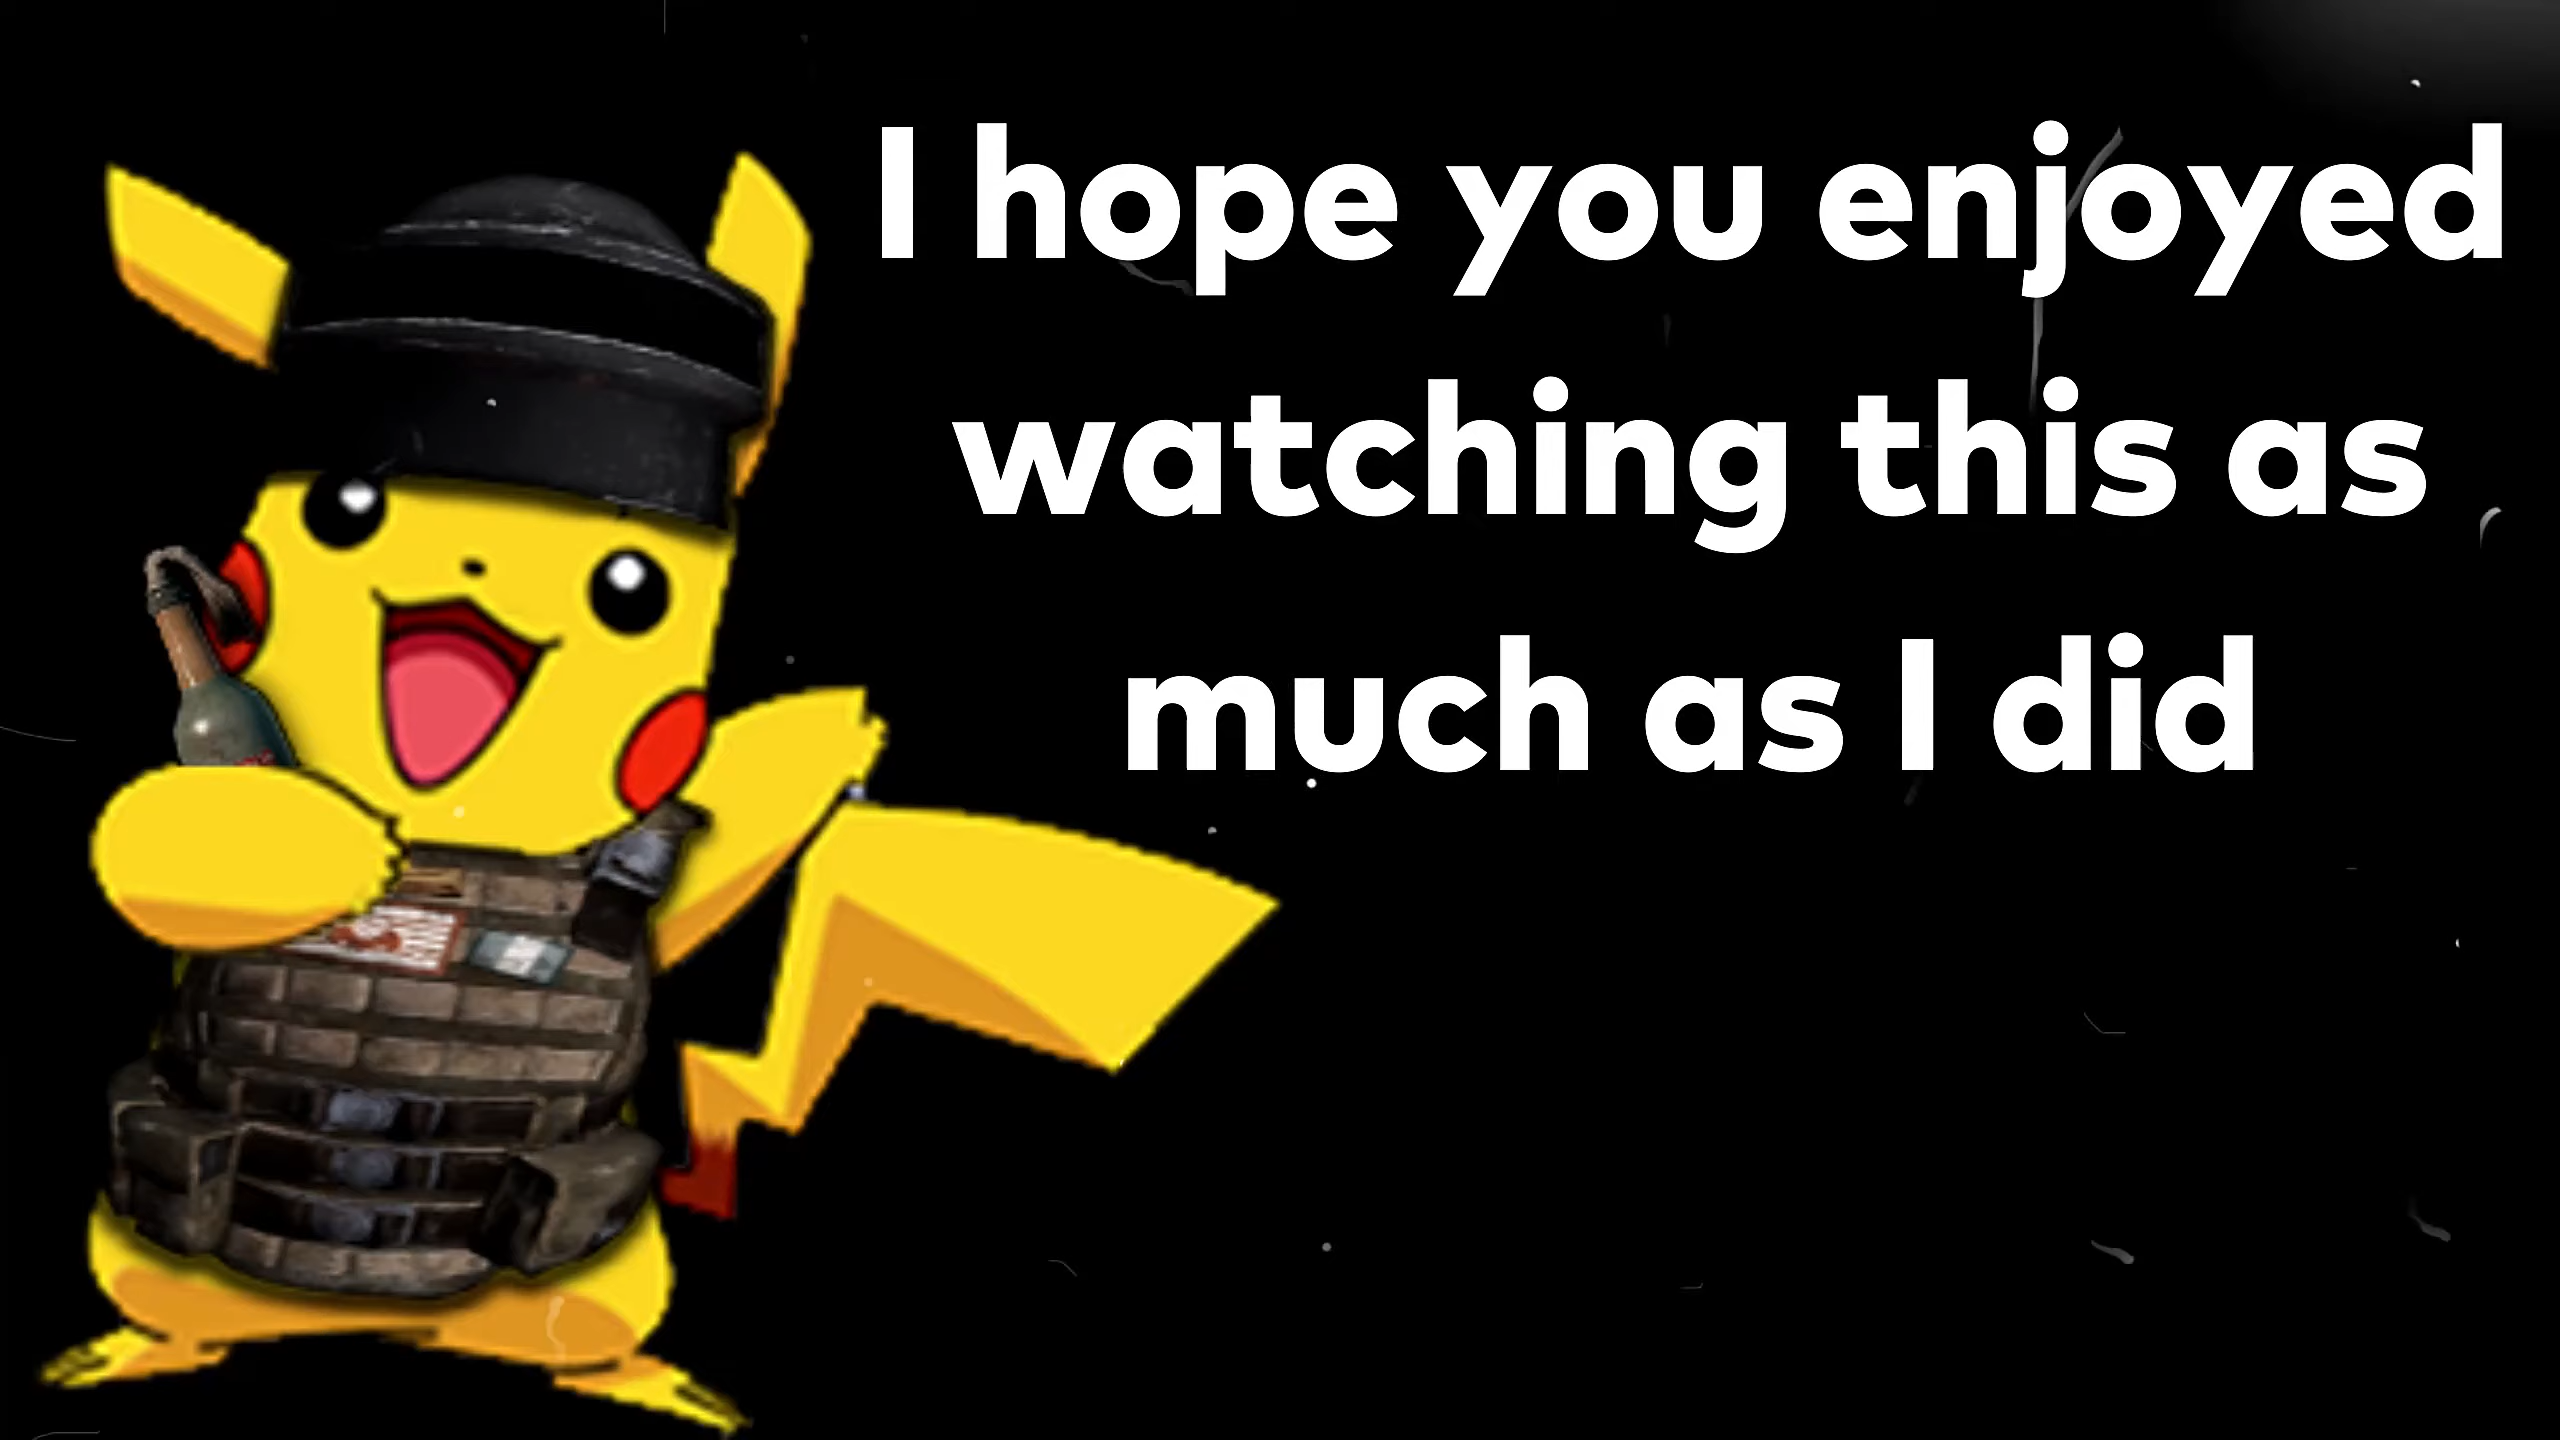 I hope you enjoyed
watching this as
much as I did